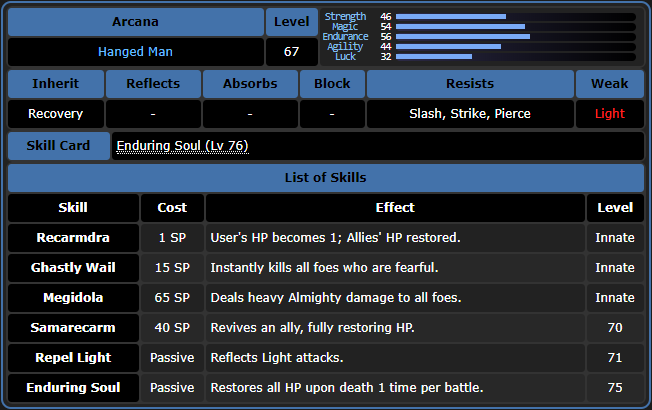 Arcana Level
Hanged Man 67
Strength 46
Magic 54
Endurance 56
Agility 44
Luck 32
Inherit Reflects Absorbs Block Resists Weak
Recovery - - - Slash, Strike, Pierce Light
Skill Card Enduring Soul (Lv 76)
List of Skills
Skill Cost Effect Level
Recarmdra 1 SP User's HP becomes 1; Allies' HP restored. Innate
Ghastly Wail 15 SP Instantly kills all foes who are fearful. Innate
Megidola 65 SP Deals heavy Almighty damage to all foes. Innate
Samarecarm 40 SP Revives an ally, fully restoring HP. 70
Repel Light Passive Reflects Light attacks. 71
Enduring Soul Passive Restores all HP upon death 1 time per battle. 75